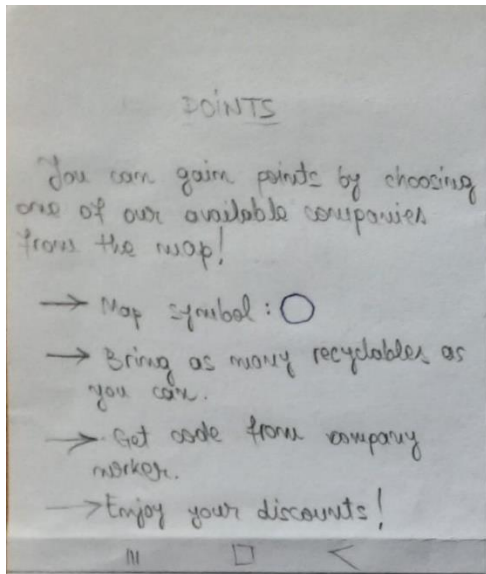 POINTS
You can gain points by choosing
one of our available companies
from the map!
→ Map symbol: ◯
→ Bring as many recyclables as
you can.
→ Get code from company
worker.
→ Enjoy your discounts!